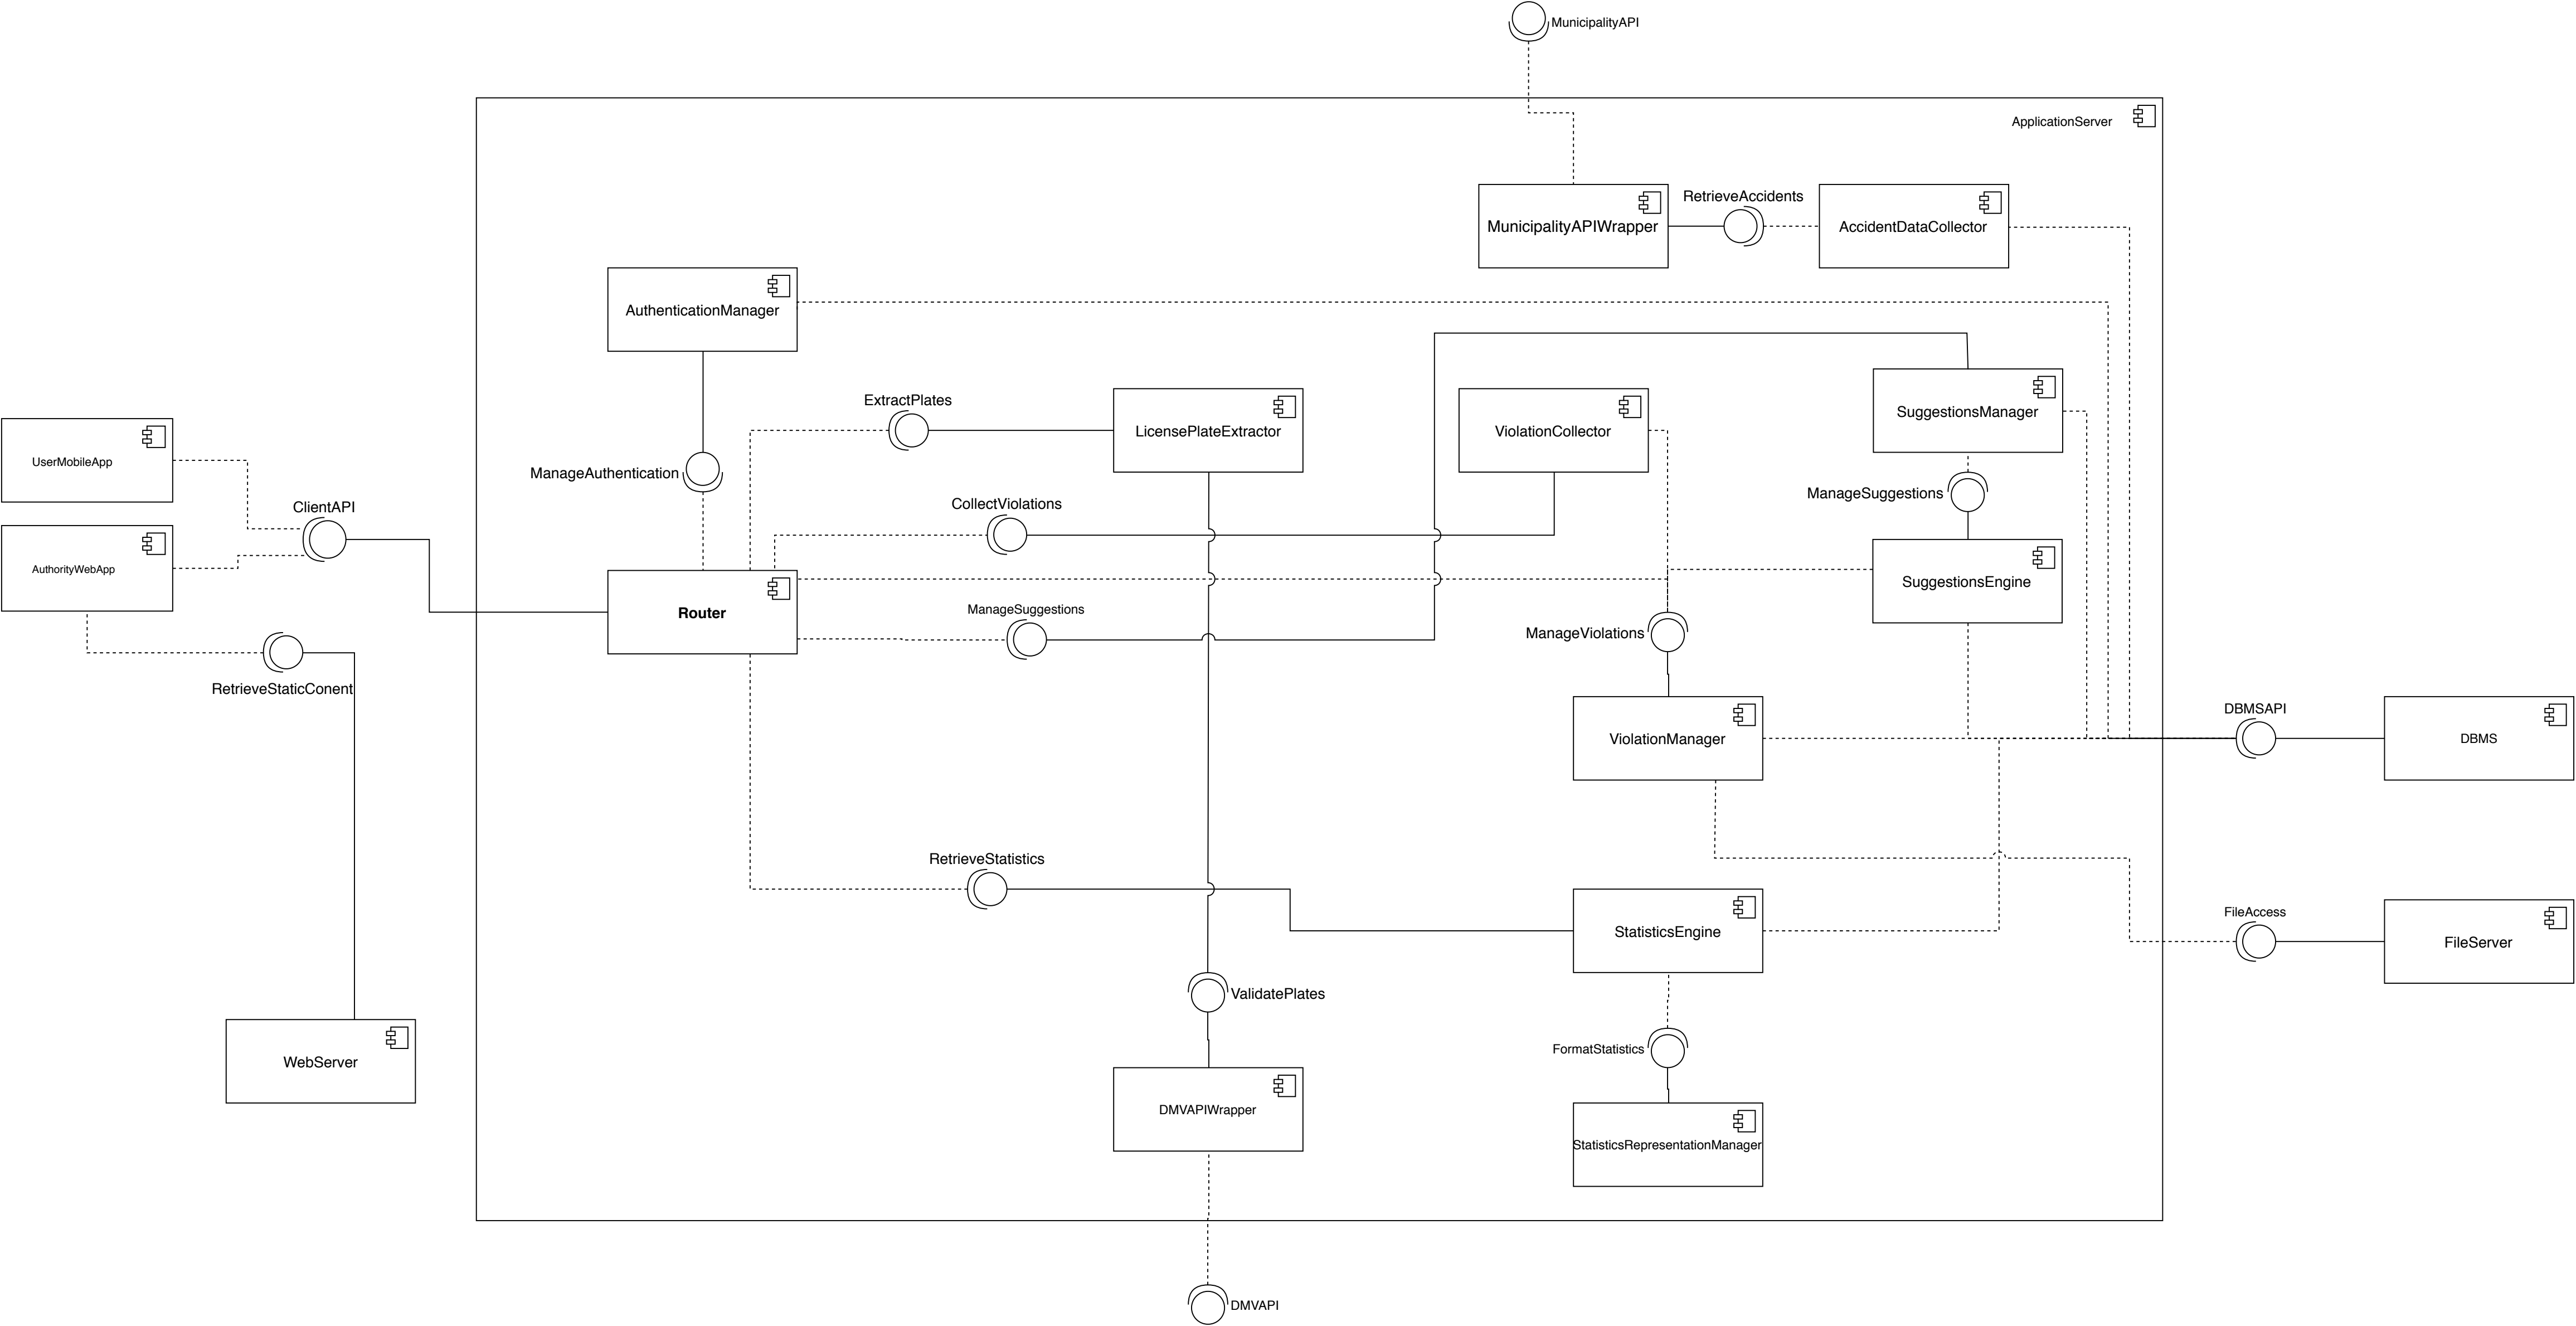 MunicipalityAPI
ApplicationServer
RetrieveAccidents
MunicipalityAPIWrapper
AccidentDataCollector
AuthenticationManager
ExtractPlates
LicensePlateExtractor
ViolationCollector
SuggestionsManager
UserMobileApp
ManageAuthentication
ManageSuggestions
ClientAPI
CollectViolations
AuthorityWebApp
SuggestionsEngine
Router
ManageSuggestions
ManageViolations
RetrieveStaticConent
DBMSAPI
ViolationManager
DBMS
RetrieveStatistics
FileAccess
StatisticsEngine
FileServer
ValidatePlates
FormatStatistics
WebServer
DMVAPIWrapper
StatisticsRepresentationManager
DMVAPI